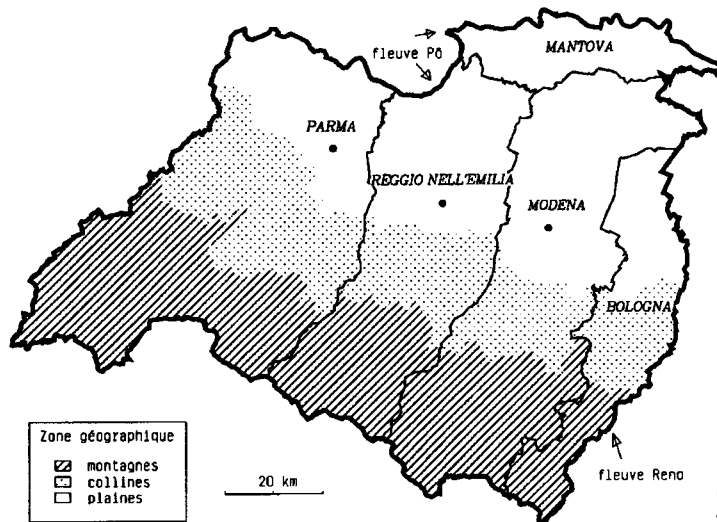 fleuve Pô
MANTOVA
PARMA
REGGIO NELL'EMILIA
MODENA
BOLOGNA
Zone géographique
montagnes
collines
plaines
20 km
fleuve Reno